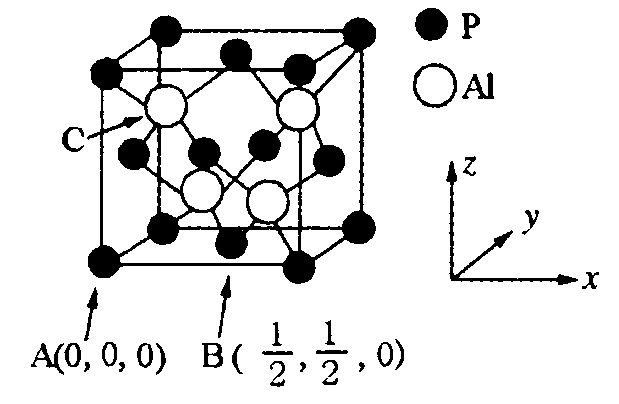 P
Al
C
z
y
x
A(0, 0, 0) B( 1/2, 1/2, 0)